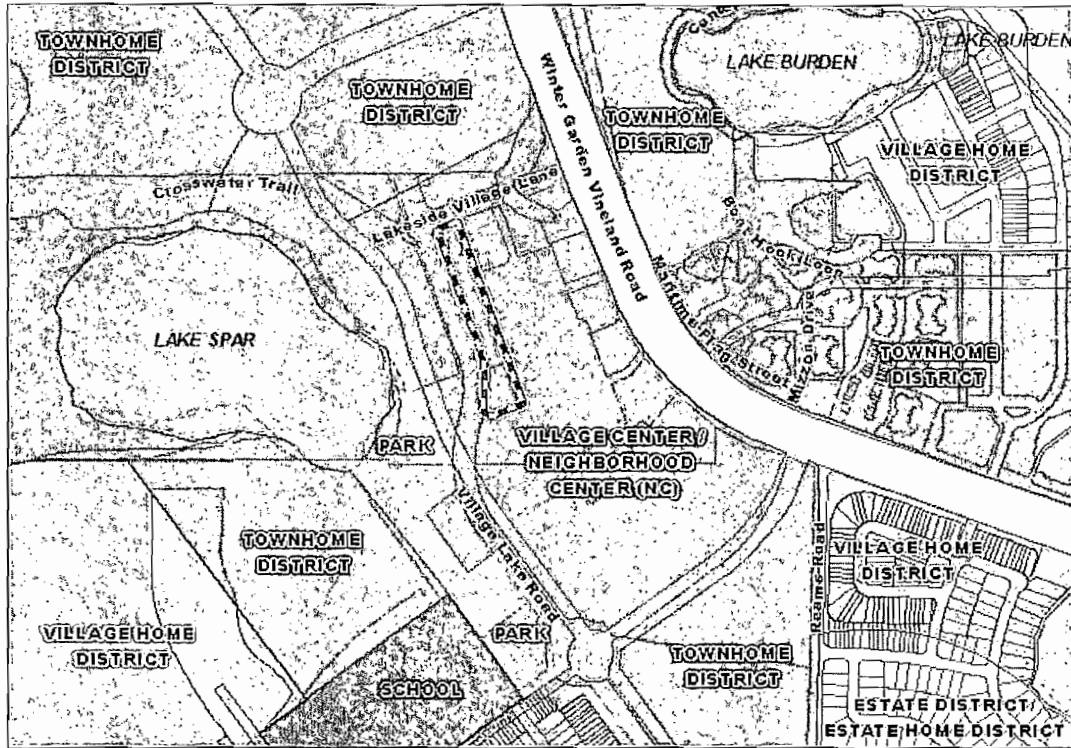 TOWNHOME
DISTRICT
TOWNHOME
DISTRICT
Winter Garden Vineland Road
TOWNHOME
DISTRICT
LAKE BURDEN
LAKE BURDEN
VILLAGE HOME
DISTRICT
Crosswater Trail
Lakeside Village Lane
Boat Hook Loop
Maritime Flag Street
Mizzon Drive
LAKE SPAR
TOWNHOME
DISTRICT
PARK
VILLAGE CENTER /
NEIGHBORHOOD
CENTER (NC)
Village Lake Road
TOWNHOME
DISTRICT
Reams Road
VILLAGE HOME
DISTRICT
VILLAGE HOME
DISTRICT
PARK
SCHOOL
TOWNHOME
DISTRICT
ESTATE DISTRICT/
ESTATE HOME DISTRICT